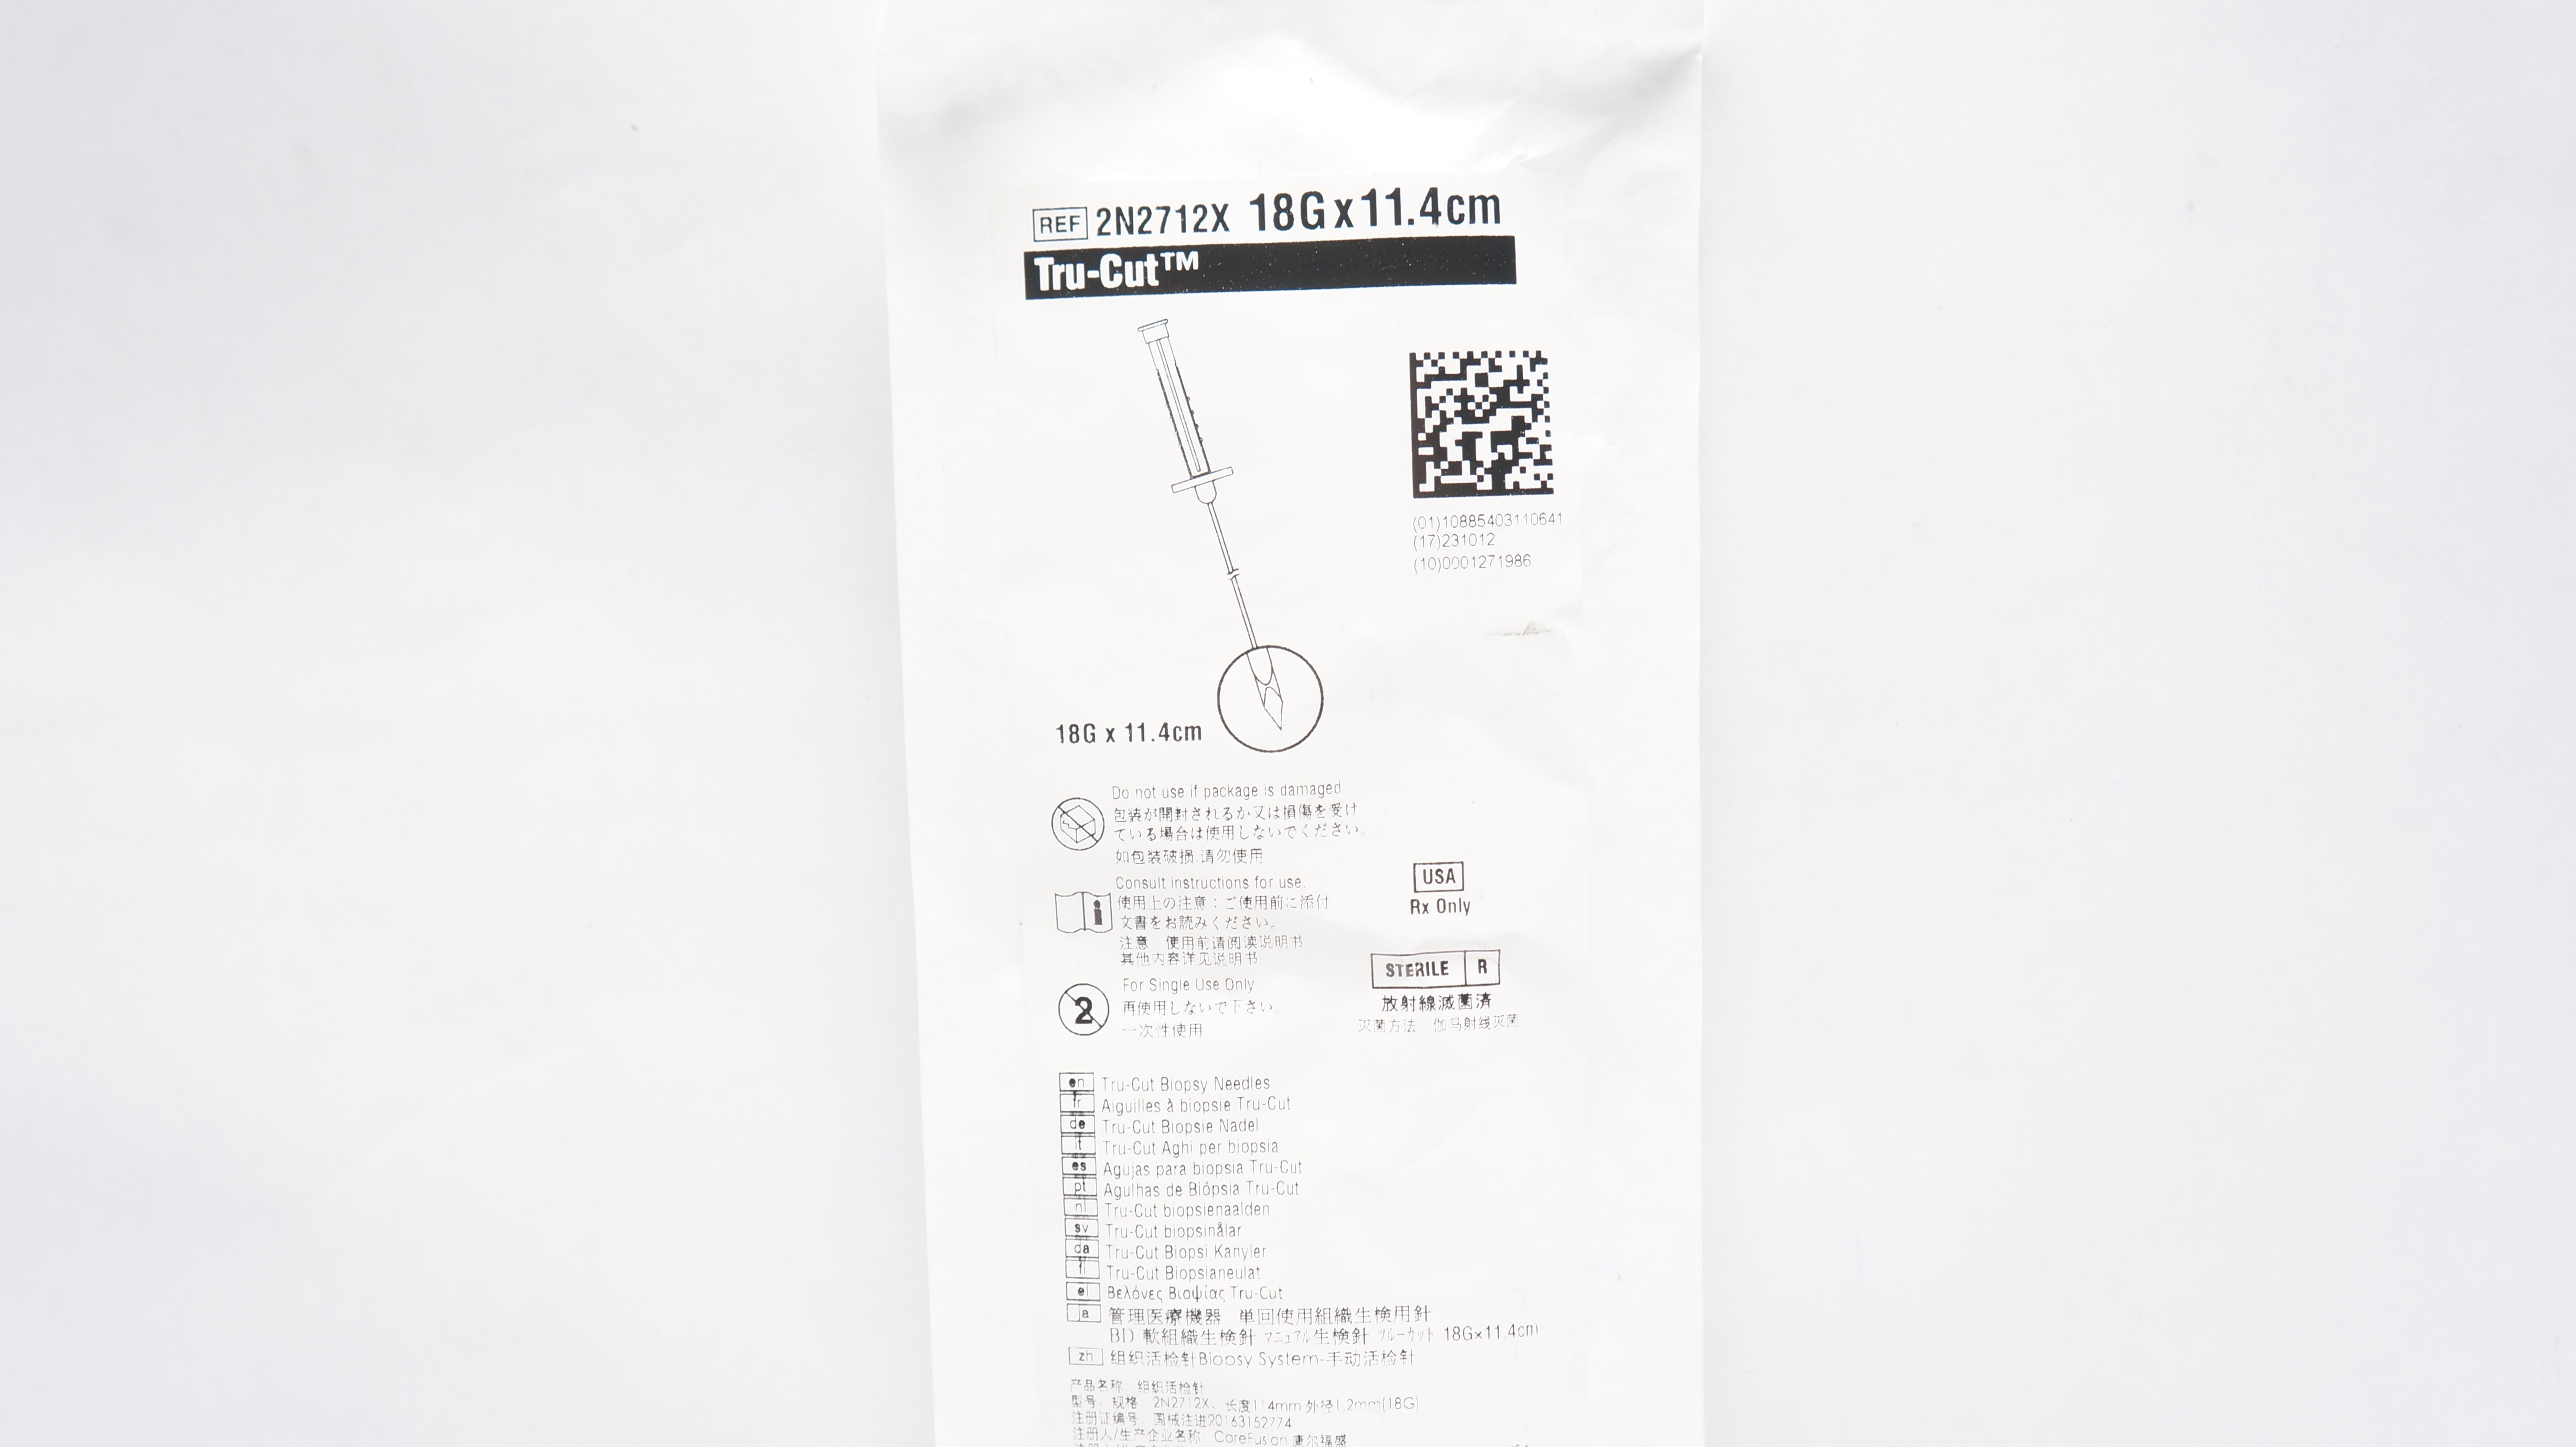 REF 2N2712X 18G x 11.4cm
Tru-Cut™
(01)10885403110641
(17)231012
(10)0001271986
18G x 11.4cm
Do not use if package is damaged.
包装が開封されるか又は損傷を受け
ている場合は使用しないでください。
如包装破损,请勿使用
Consult instructions for use.
使用上の注意：ご使用前に添付
文書をお読みください。
注意：使用前请阅读说明书
其他内容详见说明书
USA
Rx Only
2
For Single Use Only
再使用しないで下さい。
一次性使用
STERILE R
放射線滅菌済
灭菌方法：伽马射线灭菌
en Tru-Cut Biopsy Needles
fr Aiguilles à biopsie Tru-Cut
de Tru-Cut Biopsie Nadel
it Tru-Cut Aghi per biopsia
es Agujas para biopsia Tru-Cut
pt Agulhas de Biópsia Tru-Cut
nl Tru-Cut biopsienaalden
sv Tru-Cut biopsinålar
da Tru-Cut Biopsi Kanyler
fi Tru-Cut Biopsianeulat
el Βελόνες Βιοψίας Tru-Cut
ja 管理医療機器 単回使用組織生検用針
BD 軟組織生検針 マニュアル生検針 ツルーカット 18G×11.4cm
zh 组织活检针Biopsy System-手动活检针
产品名称：组织活检针
型号、规格：2N2712X、长度114mm 外径1.2mm(18G)
注册证编号：国械注进20163152774
注册人/生产企业名称：CareFusion 康尔福盛